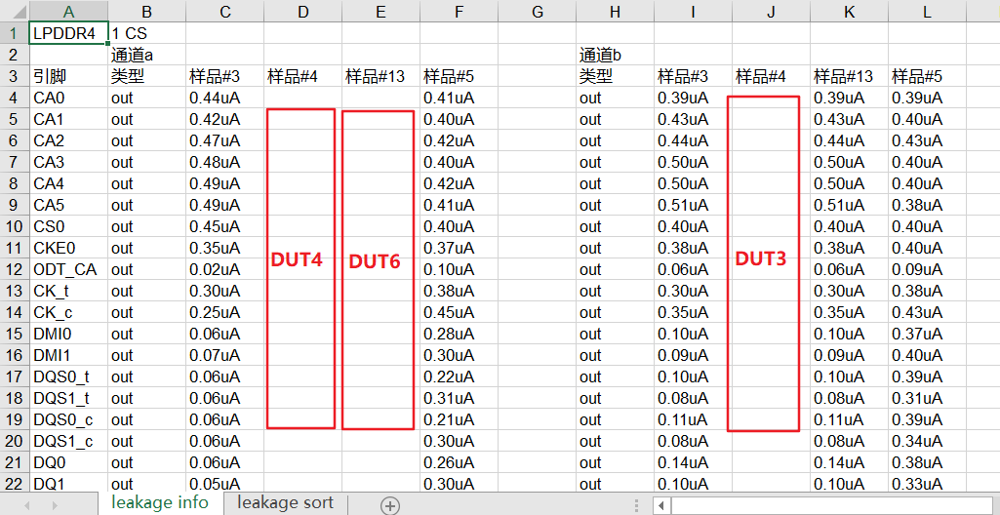 A B C D E F G H I J K L
1 LPDDR4 1 CS
2 通道a 通道b
3 引脚 类型 样品#3 样品#4 样品#13 样品#5 类型 样品#3 样品#4 样品#13 样品#5
4 CA0 out 0.44uA 0.41uA out 0.39uA 0.39uA 0.39uA
5 CA1 out 0.42uA 0.40uA out 0.43uA 0.43uA 0.40uA
6 CA2 out 0.47uA 0.42uA out 0.44uA 0.44uA 0.43uA
7 CA3 out 0.48uA 0.40uA out 0.50uA 0.50uA 0.40uA
8 CA4 out 0.49uA 0.42uA out 0.50uA 0.50uA 0.40uA
9 CA5 out 0.49uA 0.41uA out 0.51uA 0.51uA 0.38uA
10 CS0 out 0.45uA 0.40uA out 0.40uA 0.40uA 0.40uA
11 CKE0 out 0.35uA 0.37uA out 0.38uA 0.38uA 0.40uA
12 ODT_CA out 0.02uA DUT4 DUT6 0.10uA out 0.06uA DUT3 0.06uA 0.09uA
13 CK_t out 0.30uA 0.38uA out 0.30uA 0.30uA 0.38uA
14 CK_c out 0.25uA 0.45uA out 0.35uA 0.35uA 0.43uA
15 DMI0 out 0.06uA 0.28uA out 0.10uA 0.10uA 0.37uA
16 DMI1 out 0.07uA 0.30uA out 0.09uA 0.09uA 0.40uA
17 DQS0_t out 0.06uA 0.22uA out 0.10uA 0.10uA 0.39uA
18 DQS1_t out 0.06uA 0.31uA out 0.08uA 0.08uA 0.31uA
19 DQS0_c out 0.06uA 0.21uA out 0.11uA 0.11uA 0.39uA
20 DQS1_c out 0.06uA 0.30uA out 0.08uA 0.08uA 0.34uA
21 DQ0 out 0.06uA 0.26uA out 0.14uA 0.14uA 0.38uA
22 DQ1 out 0.05uA 0.30uA out 0.10uA 0.10uA 0.33uA
leakage info leakage sort